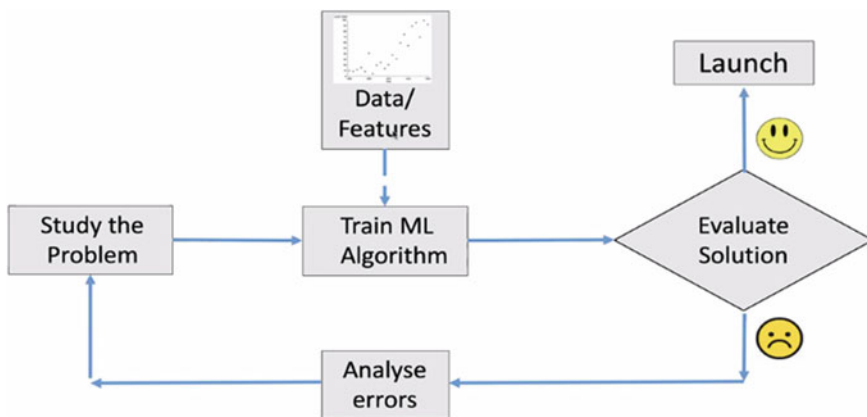 Data/
Features
Launch
Study the
Problem
Train ML
Algorithm
Evaluate
Solution
Analyse
errors